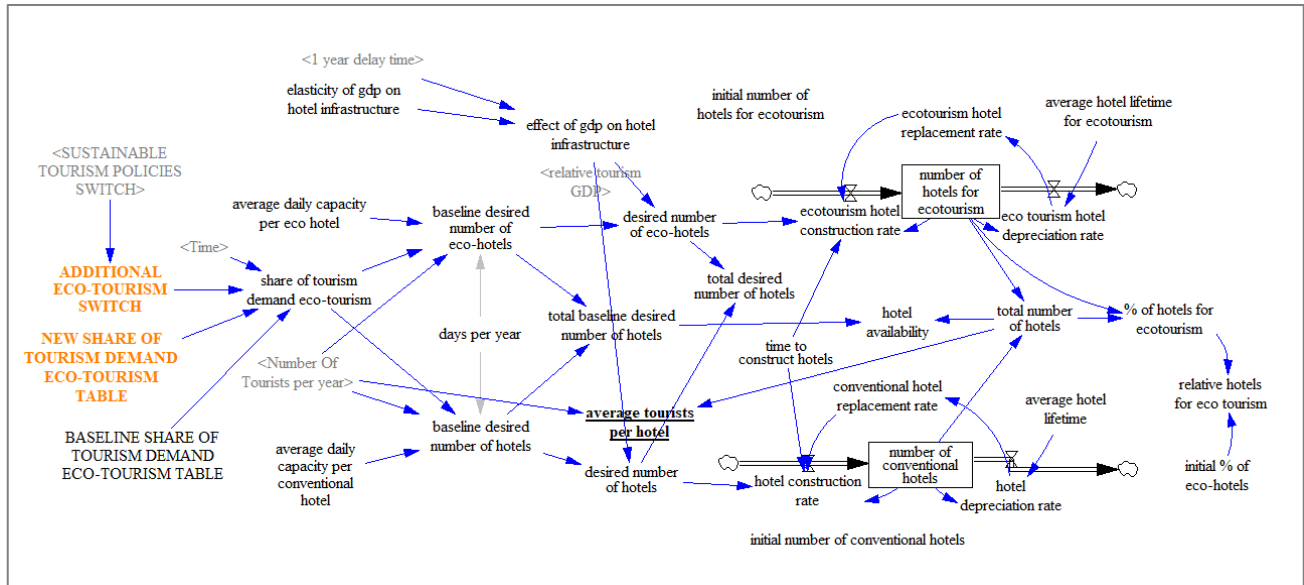 <1 year delay time>
elasticity of gdp on
hotel infrastructure
effect of gdp on hotel
infrastructure
<relative tourism
GDP>
initial number of
hotels for ecotourism
ecotourism hotel
replacement rate
average hotel lifetime
for ecotourism
<SUSTAINABLE
TOURISM POLICIES
SWITCH>
average daily capacity
per eco hotel
baseline desired
number of
eco-hotels
desired number
of eco-hotels
ecotourism hotel
construction rate
number of
hotels for
ecotourism
eco tourism hotel
depreciation rate
<Time>
ADDITIONAL
ECO-TOURISM
SWITCH
share of tourism
demand eco-tourism
total desired
number of hotels
NEW SHARE OF
TOURISM DEMAND
ECO-TOURISM
TABLE
days per year
total baseline desired
number of hotels
hotel
availability
total number
of hotels
% of hotels for
ecotourism
time to
construct hotels
<Number Of
Tourists per year>
average tourists
per hotel
conventional hotel
replacement rate
average hotel
lifetime
relative hotels
for eco tourism
BASELINE SHARE OF
TOURISM DEMAND
ECO-TOURISM TABLE
average daily
capacity per
conventional
hotel
baseline desired
number of hotels
desired number
of hotels
hotel construction
rate
number of
conventional
hotels
hotel
depreciation rate
initial % of
eco-hotels
initial number of conventional hotels